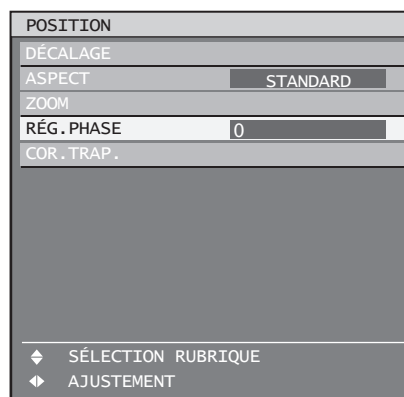 POSITION
DÉCALAGE
ASPECT STANDARD
ZOOM
RÉG.PHASE 0
COR.TRAP.
SÉLECTION RUBRIQUE
AJUSTEMENT